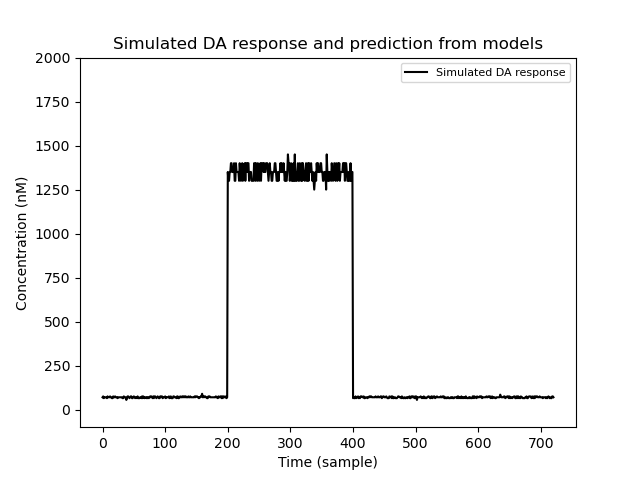 Simulated DA response and prediction from models
2000
1750
1500
1250
1000
750
500
250
0
Concentration (nM)
Simulated DA response
0 100 200 300 400 500 600 700
Time (sample)